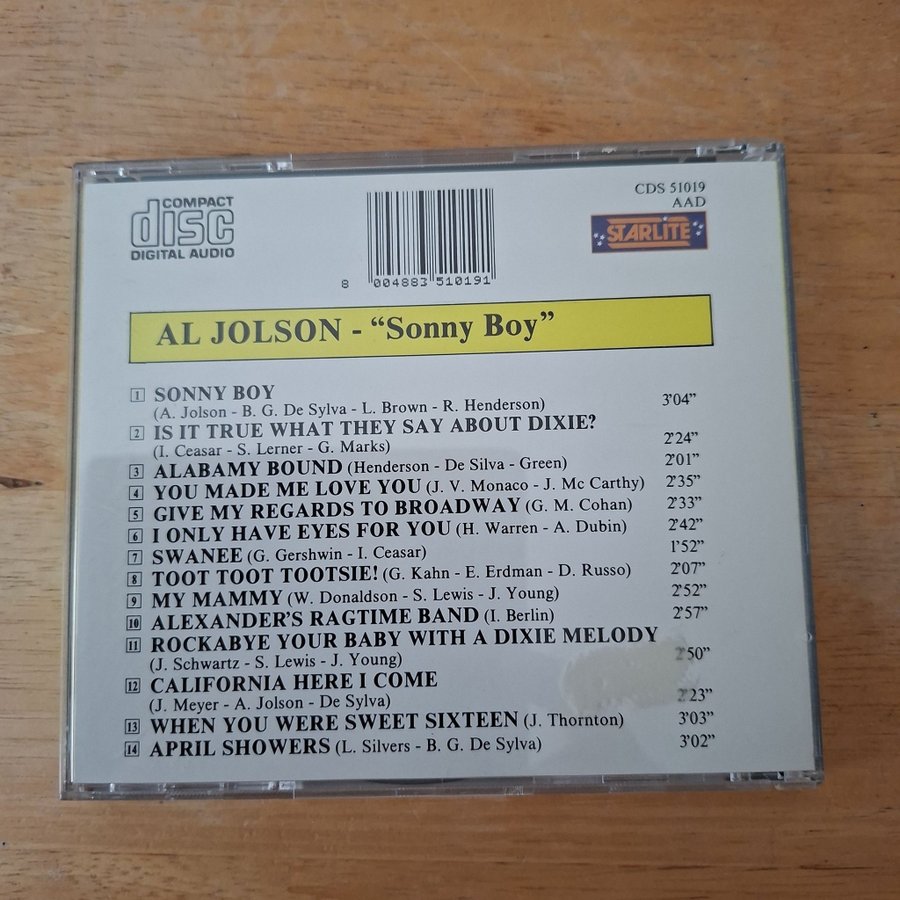 COMPACT
disc
DIGITAL AUDIO
8 004883 510191
CDS 51019
AAD
STARLITE
AL JOLSON - “Sonny Boy”
1 SONNY BOY
(A. Jolson - B. G. De Sylva - L. Brown - R. Henderson) 3’04”
2 IS IT TRUE WHAT THEY SAY ABOUT DIXIE?
(I. Ceasar - S. Lerner - G. Marks) 2’24”
3 ALABAMY BOUND (Henderson - De Silva - Green) 2’01”
4 YOU MADE ME LOVE YOU (J. V. Monaco - J. Mc Carthy) 2’35”
5 GIVE MY REGARDS TO BROADWAY (G. M. Cohan) 2’33”
6 I ONLY HAVE EYES FOR YOU (H. Warren - A. Dubin) 2’42”
7 SWANEE (G. Gershwin - I. Ceasar) 1’52”
8 TOOT TOOT TOOTSIE! (G. Kahn - E. Erdman - D. Russo) 2’07”
9 MY MAMMY (W. Donaldson - S. Lewis - J. Young) 2’52”
10 ALEXANDER’S RAGTIME BAND (I. Berlin) 2’57”
11 ROCKABYE YOUR BABY WITH A DIXIE MELODY
(J. Schwartz - S. Lewis - J. Young) 2’50”
12 CALIFORNIA HERE I COME
(J. Meyer - A. Jolson - De Sylva) 2’23”
13 WHEN YOU WERE SWEET SIXTEEN (J. Thornton) 3’03”
14 APRIL SHOWERS (L. Silvers - B. G. De Sylva) 3’02”